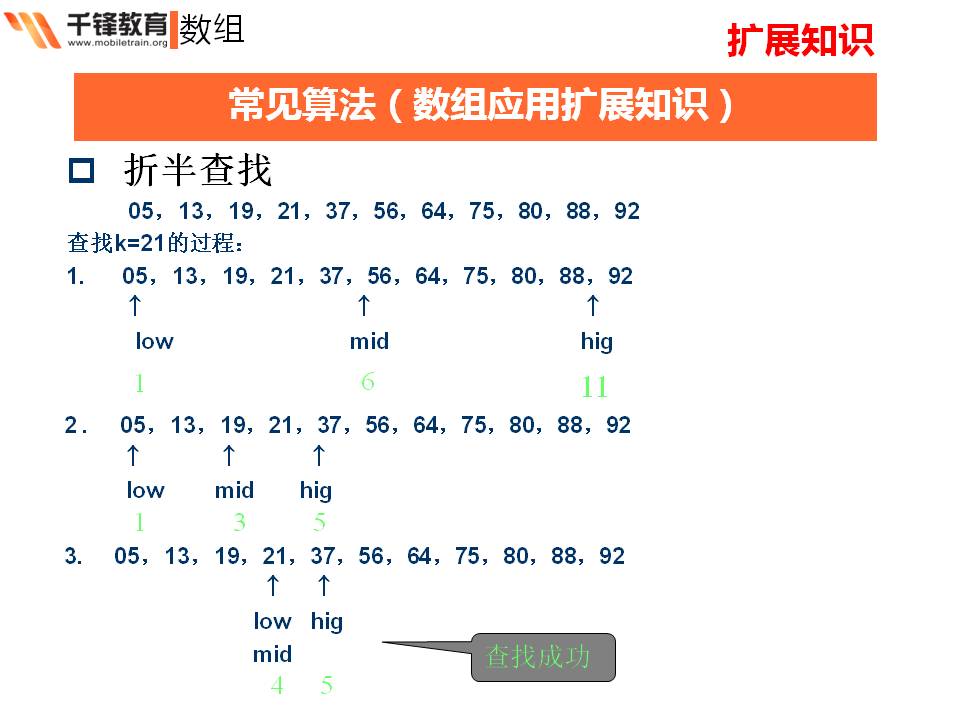 千锋教育 数组
www.mobiletrain.org
扩展知识
常见算法（数组应用扩展知识）
折半查找
05，13，19，21，37，56，64，75，80，88，92
查找k=21的过程：
1. 05，13，19，21，37，56，64，75，80，88，92
↑ ↑ ↑
low mid hig
1 6 11
2 . 05，13，19，21，37，56，64，75，80，88，92
↑ ↑ ↑
low mid hig
1 3 5
3. 05，13，19，21，37，56，64，75，80，88，92
↑ ↑
low hig
mid
查找成功
4 5